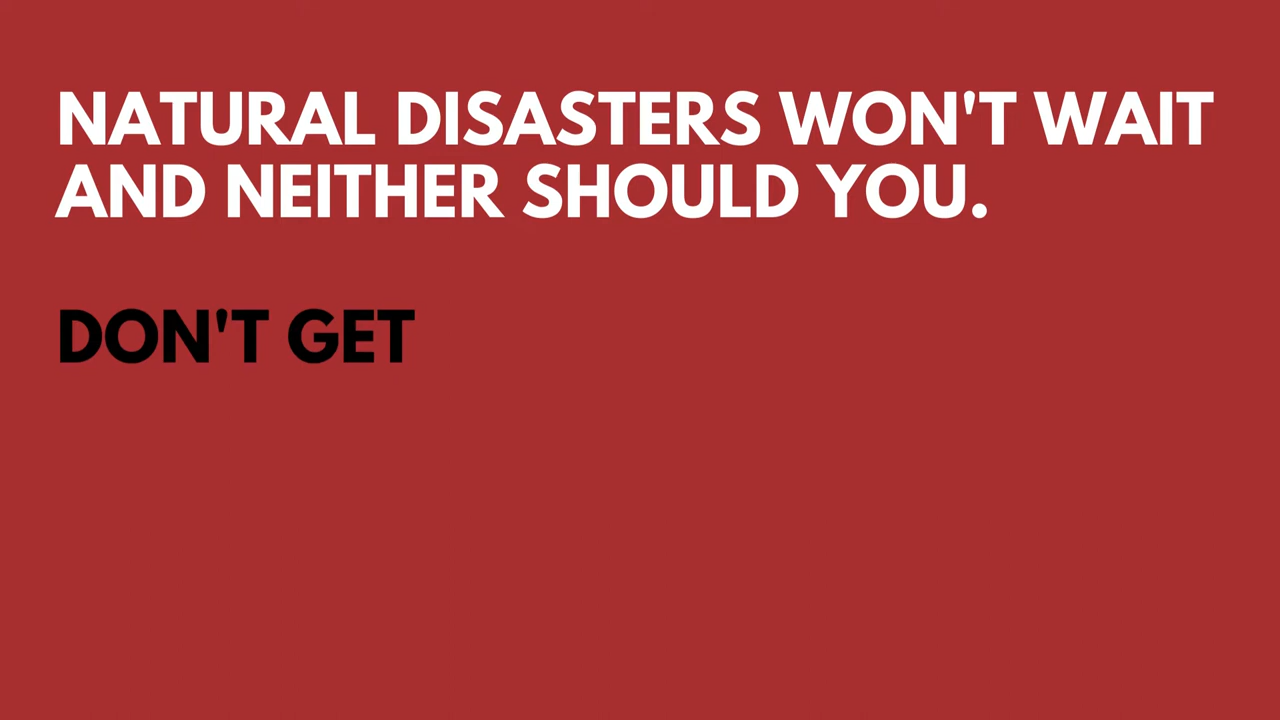 NATURAL DISASTERS WON'T WAIT
AND NEITHER SHOULD YOU.
DON'T GET